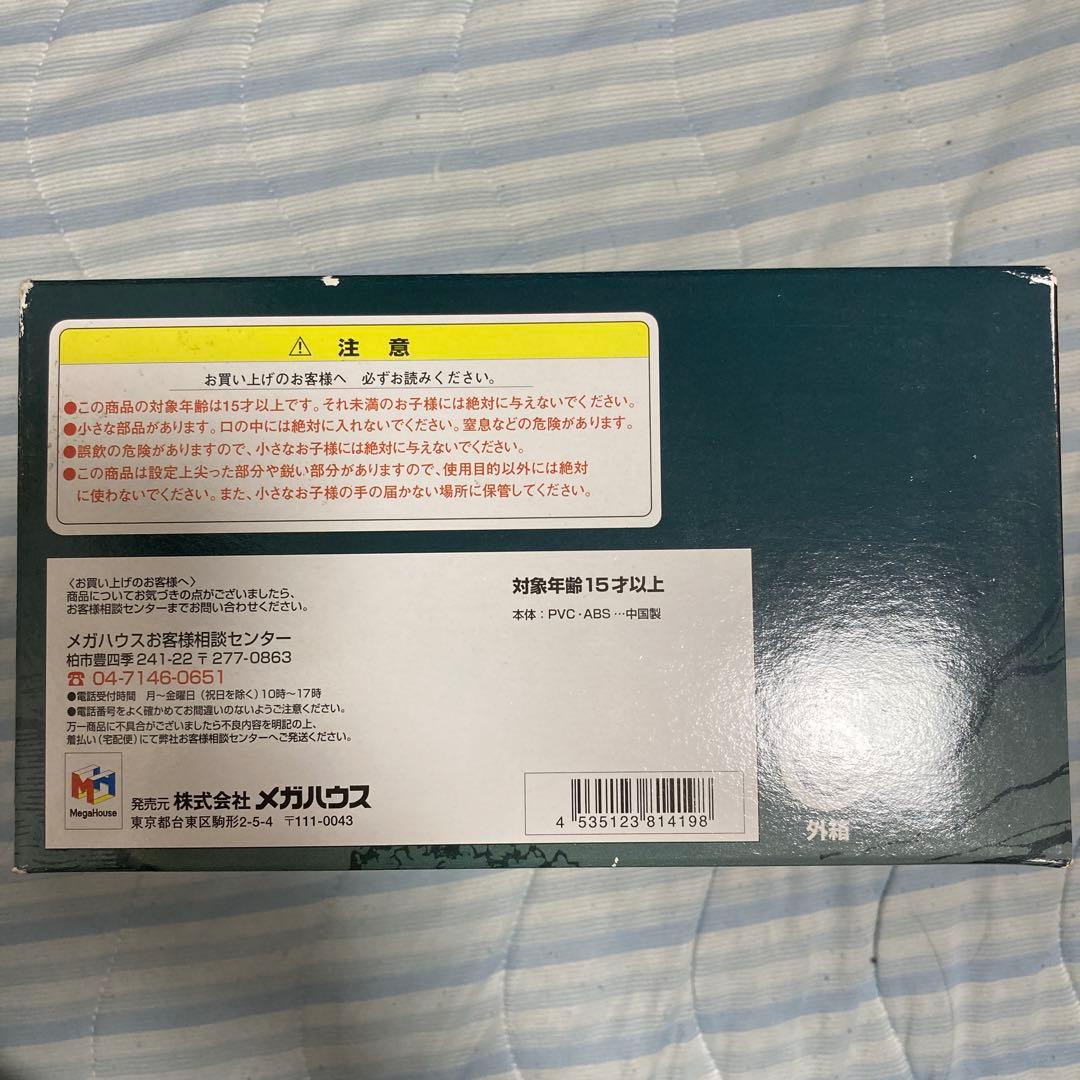 ⚠ 注意
お買い上げのお客様へ 必ずお読みください。
●この商品の対象年齢は15才以上です。それ未満のお子様には絶対に与えないでください。
●小さな部品があります。口の中には絶対に入れないでください。窒息などの危険があります。
●誤飲の危険がありますので、小さなお子様には絶対に与えないでください。
●この商品は設定上尖った部分や鋭い部分がありますので、使用目的以外には絶対
に使わないでください。また、小さなお子様の手の届かない場所に保管してください。
〈お買い上げのお客様へ〉
商品についてお気づきの点がございましたら、
お客様相談センターまでお問い合わせください。
メガハウスお客様相談センター
柏市豊四季241-22 〒277-0863
☎ 04-7146-0651
●電話受付時間 月〜金曜日(祝日を除く)10時〜17時
●電話番号をよく確かめてお間違いのないようご注意ください。
万一商品に不具合がございましたら不良内容を明記の上、
着払い(宅配便)にて弊社お客様相談センターへご発送ください。
MegaHouse
発売元 株式会社 メガハウス
東京都台東区駒形2-5-4 〒111-0043
対象年齢15才以上
本体:PVC・ABS…中国製
4 535123 814198
外箱